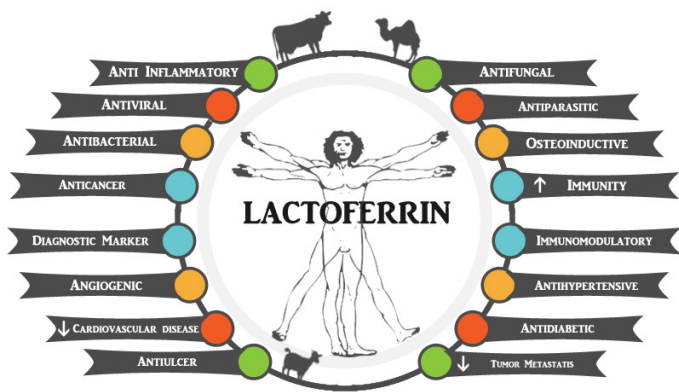 Anti Inflammatory
Antiviral
Antibacterial
Anticancer
Diagnostic Marker
Angiogenic
↓ Cardiovascular disease
Antiulcer
LACTOFERRIN
Antifungal
Antiparasitic
Osteoinductive
↑ Immunity
Immunomodulatory
Antihypertensive
Antidiabetic
↓ Tumor Metastatis